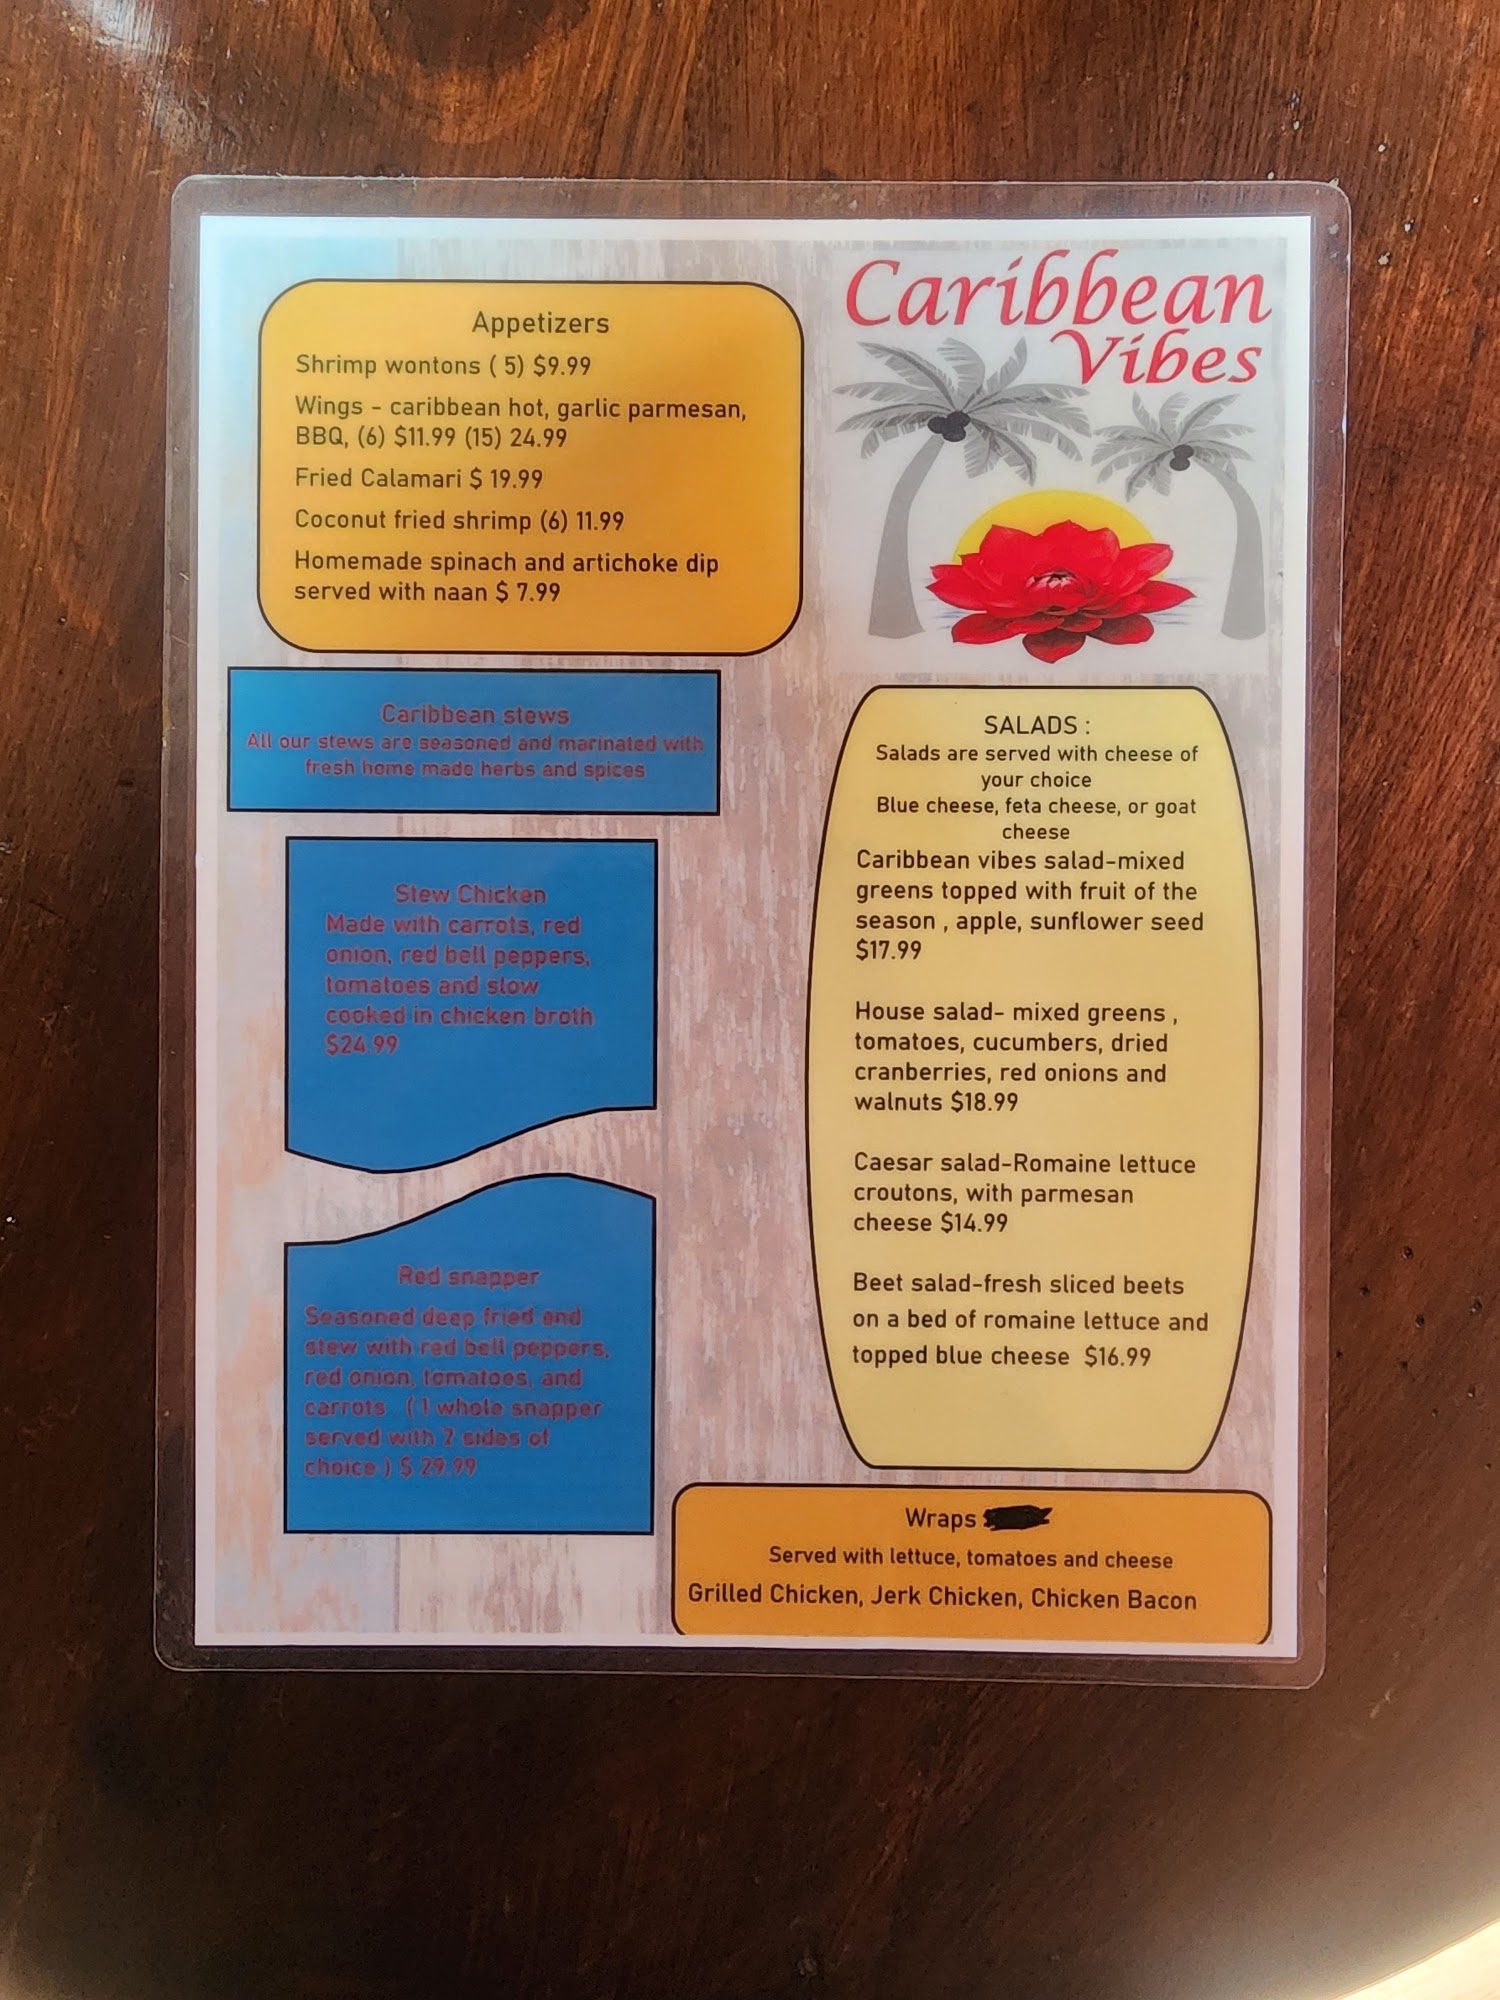 Caribbean
Vibes
Appetizers
Shrimp wontons ( 5) $9.99
Wings - caribbean hot, garlic parmesan,
BBQ, (6) $11.99 (15) 24.99
Fried Calamari $ 19.99
Coconut fried shrimp (6) 11.99
Homemade spinach and artichoke dip
served with naan $ 7.99
Caribbean stews
All our stews are seasoned and marinated with
fresh home made herbs and spices
Stew Chicken
Made with carrots, red
onion, red bell peppers,
tomatoes and slow
cooked in chicken broth
$24.99
Red snapper
Seasoned deep fried and
stew with red bell peppers,
red onion, tomatoes, and
carrots. ( 1 whole snapper
served with 2 sides of
choice ) $ 29.99
SALADS :
Salads are served with cheese of
your choice
Blue cheese, feta cheese, or goat
cheese
Caribbean vibes salad-mixed
greens topped with fruit of the
season , apple, sunflower seed
$17.99
House salad- mixed greens ,
tomatoes, cucumbers, dried
cranberries, red onions and
walnuts $18.99
Caesar salad-Romaine lettuce
croutons, with parmesan
cheese $14.99
Beet salad-fresh sliced beets
on a bed of romaine lettuce and
topped blue cheese $16.99
Wraps
Served with lettuce, tomatoes and cheese
Grilled Chicken, Jerk Chicken, Chicken Bacon